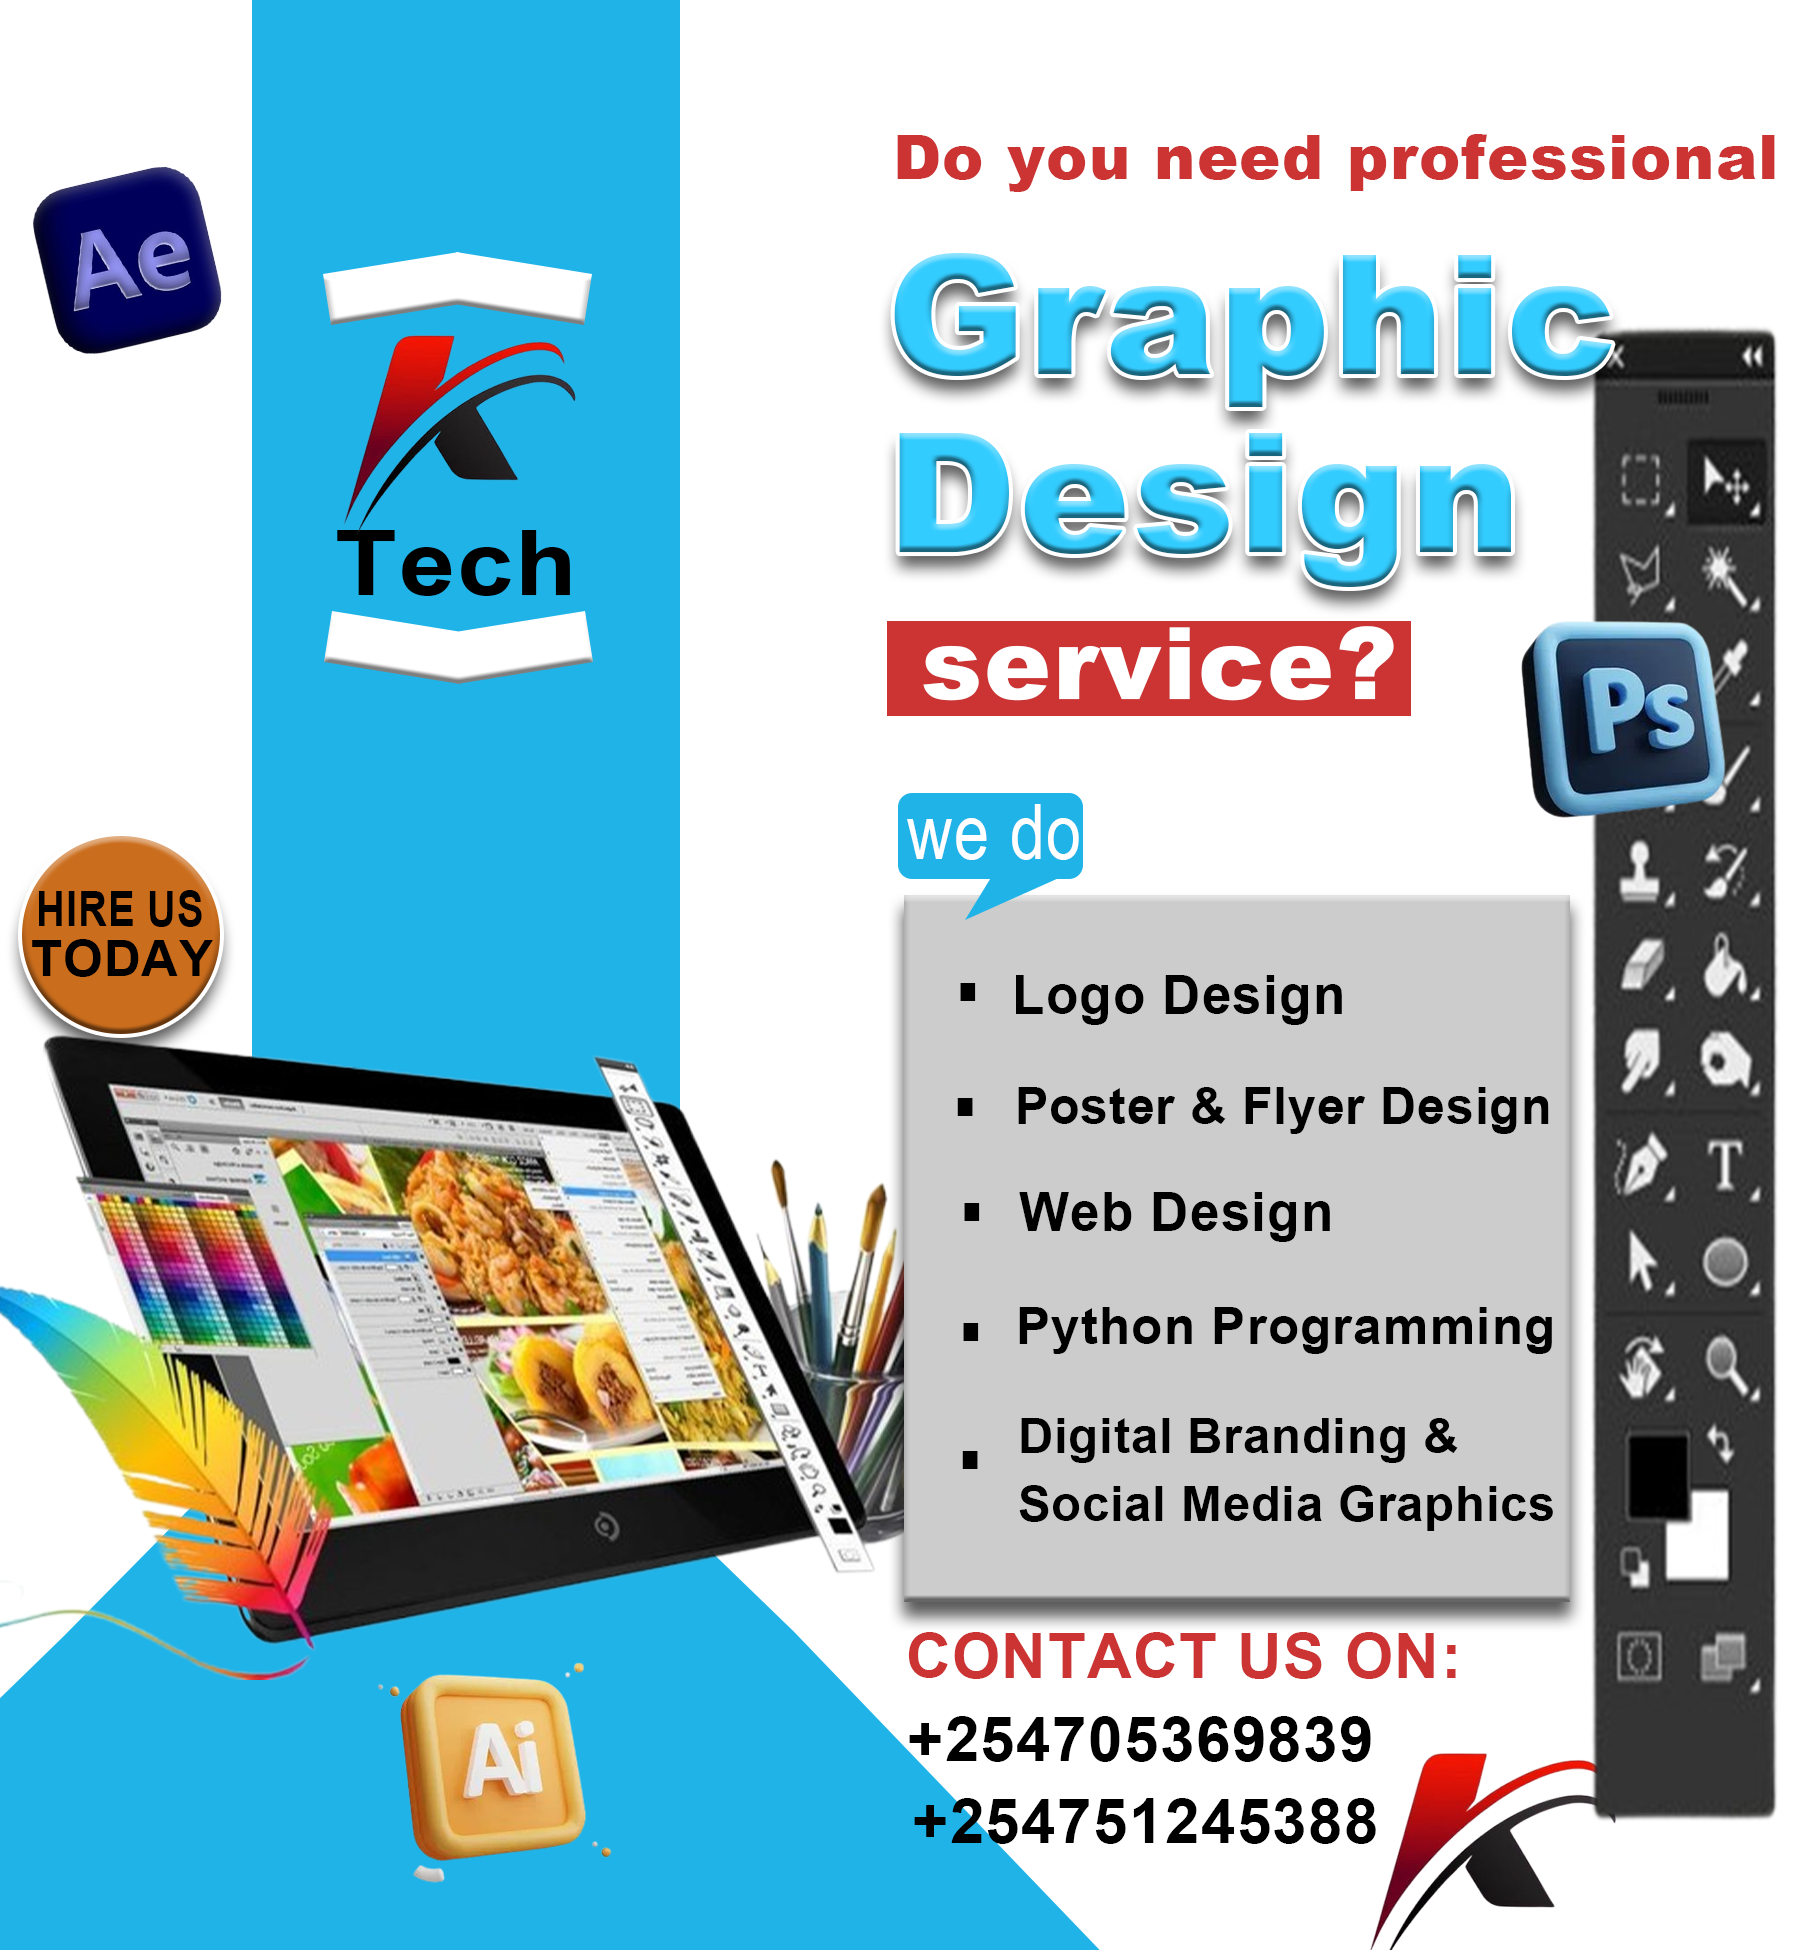 Do you need professional
Graphic
Design
service?
Ae
K
Tech
Ps
we do
HIRE US
TODAY
▪ Logo Design
▪ Poster & Flyer Design
▪ Web Design
▪ Python Programming
▪ Digital Branding &
Social Media Graphics
T
CONTACT US ON:
+254705369839
+254751245388
Ai
K